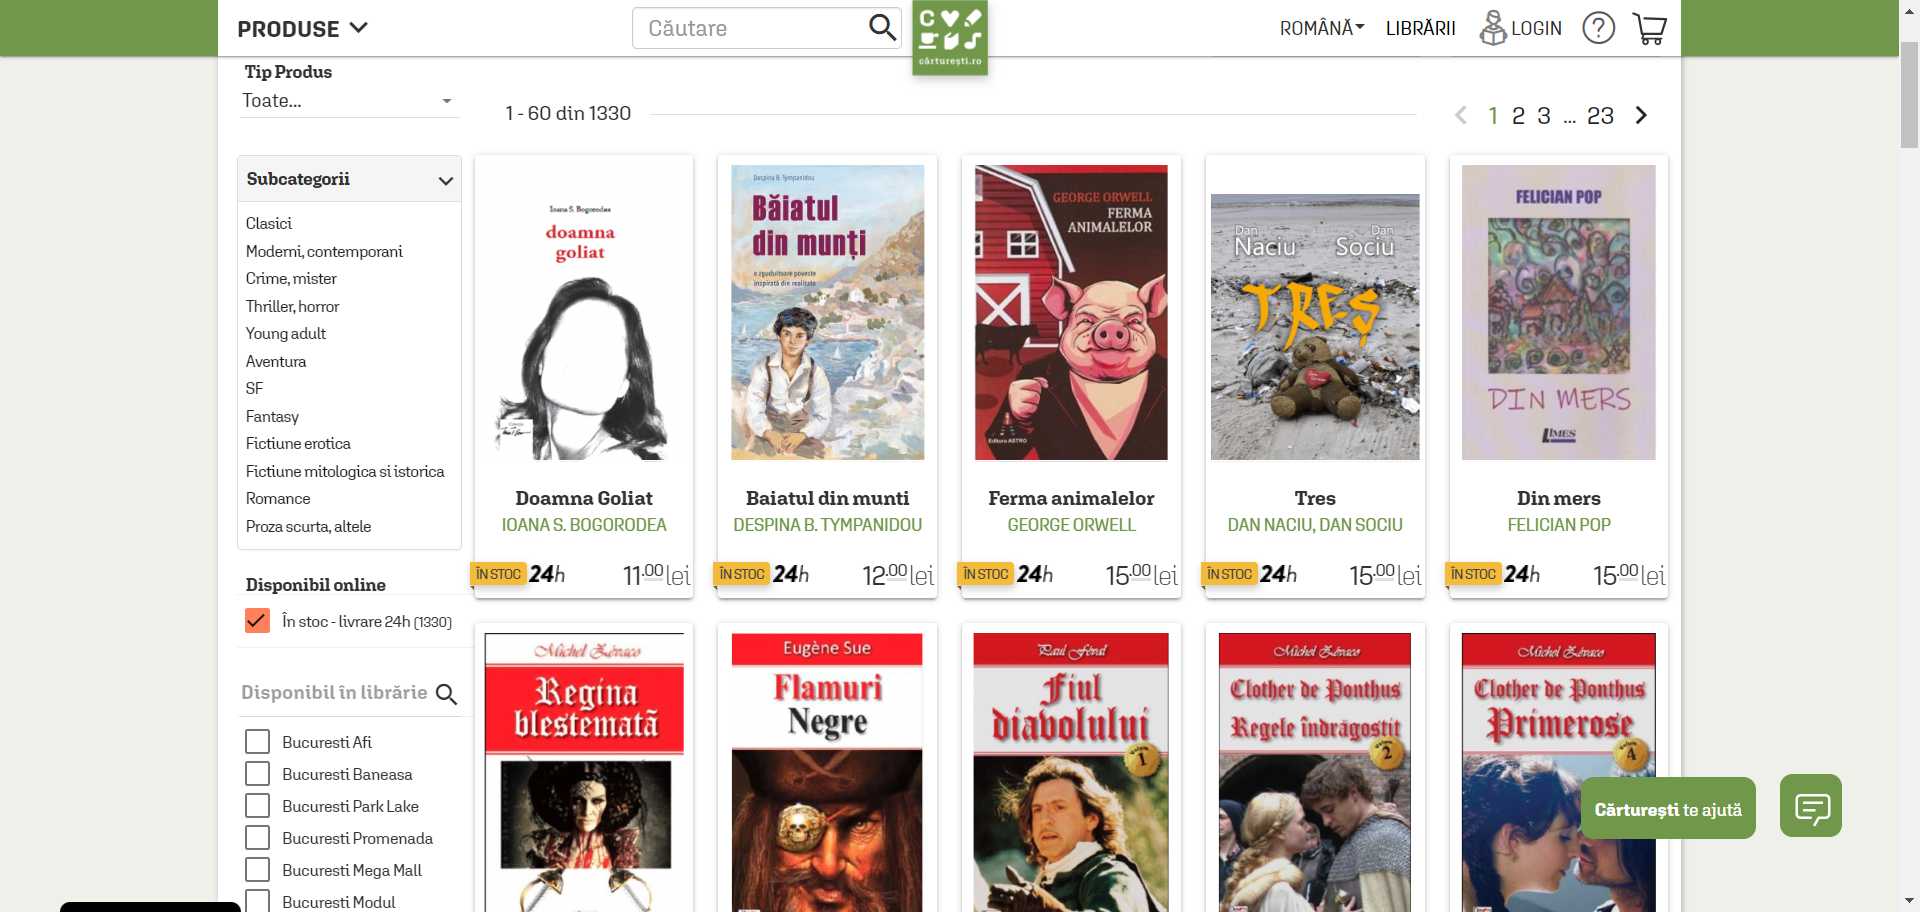 PRODUSE
Căutare
cărturești.ro
ROMÂNĂ
LIBRĂRII
LOGIN
?
Tip Produs
Toate...
1 - 60 din 1330
1 2 3 ... 23
Subcategorii
Clasici
Moderni, contemporani
Crime, mister
Thriller, horror
Young adult
Aventura
SF
Fantasy
Fictiune erotica
Fictiune mitologica si istorica
Romance
Proza scurta, altele
Disponibil online
În stoc - livrare 24h (1330)
Disponibil în librărie
Bucuresti Afi
Bucuresti Baneasa
Bucuresti Park Lake
Bucuresti Promenada
Bucuresti Mega Mall
Bucuresti Modul
Ioana S. Bogorodea
doamna
goliat
Doamna Goliat
IOANA S. BOGORODEA
ÎN STOC 24h 11.00 lei
Despina B. Tympanidou
Băiatul
din munți
o zguduitoare poveste
inspirată din realitate
Baiatul din munti
DESPINA B. TYMPANIDOU
ÎN STOC 24h 12.00 lei
GEORGE ORWELL
FERMA
ANIMALELOR
Editura ASTRO
Ferma animalelor
GEORGE ORWELL
ÎN STOC 24h 15.00 lei
Dan Naciu
Dan Sociu
TREȘ
Tres
DAN NACIU, DAN SOCIU
ÎN STOC 24h 15.00 lei
FELICIAN POP
DIN MERS
LIMES
Din mers
FELICIAN POP
ÎN STOC 24h 15.00 lei
Michel Zévaco
Regina
blestemată
Eugène Sue
Flamuri
Negre
Paul Féval
Fiul
diavolului
1
Michel Zévaco
Clother de Ponthus
Regele îndrăgostit
2
Michel Zévaco
Clother de Ponthus
Primerose
4
Cărturești te ajută